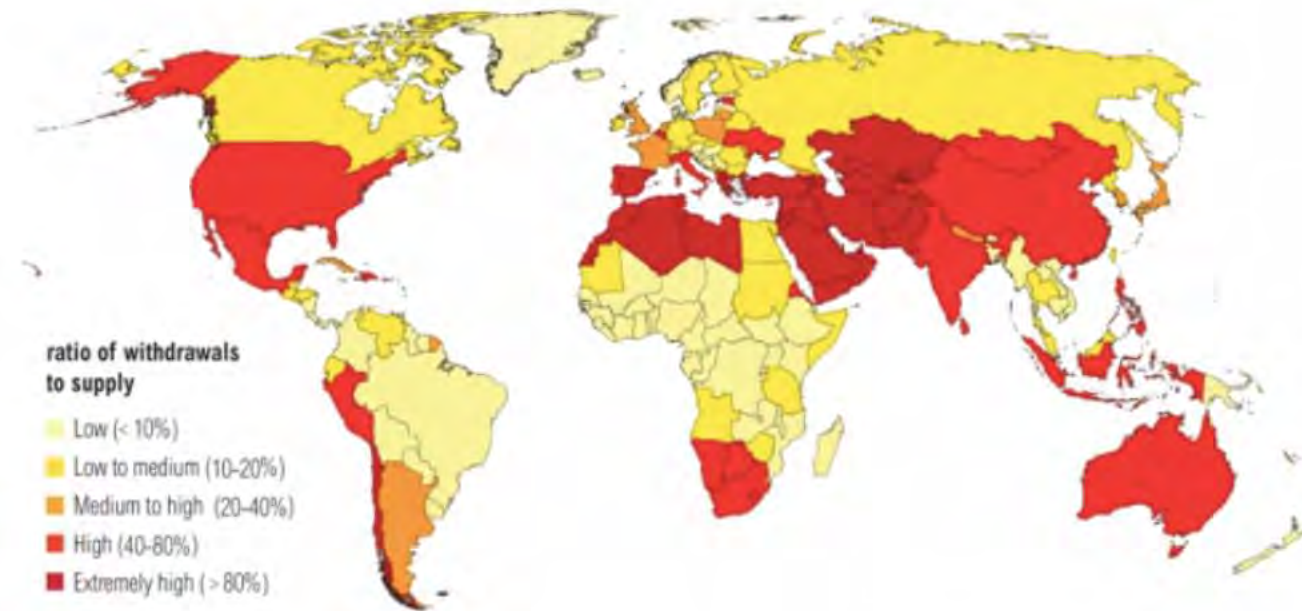 ratio of withdrawals
to supply
Low (< 10%)
Low to medium (10-20%)
Medium to high (20-40%)
High (40-80%)
Extremely high (> 80%)